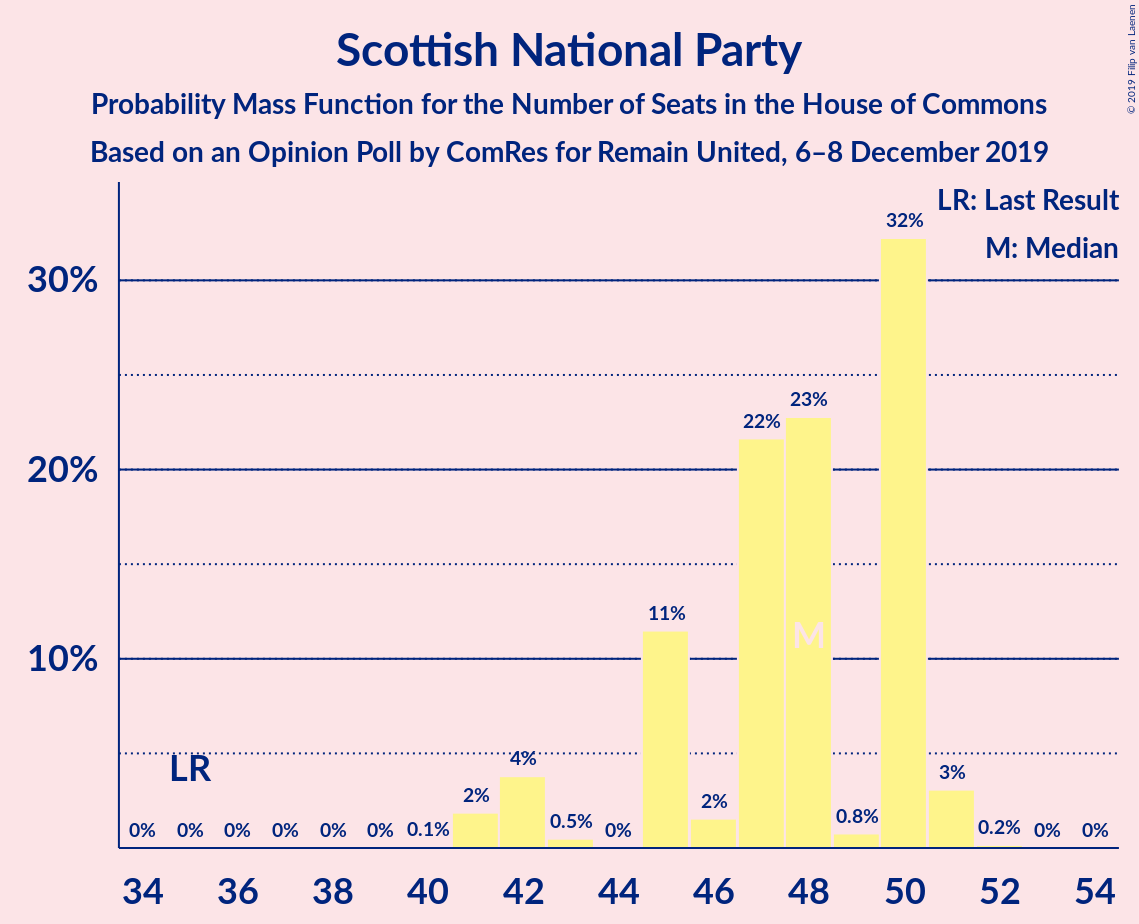 Scottish National Party
Probability Mass Function for the Number of Seats in the House of Commons
Based on an Opinion Poll by ComRes for Remain United, 6–8 December 2019
© 2019 Filip van Laenen
LR: Last Result
M: Median
32%
30%
23%
22%
20%
11%
M
10%
4%
LR
3%
2%
2%
0% 0% 0% 0% 0% 0% 0.1% 0.5% 0% 0.8% 0.2% 0% 0%
34 36 38 40 42 44 46 48 50 52 54